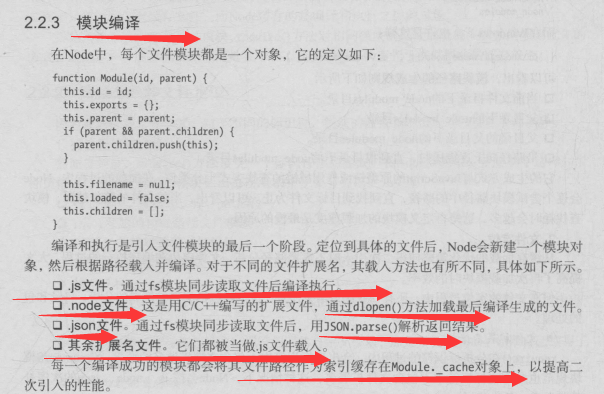 2.2.3 模块编译
在Node中，每个文件模块都是一个对象，它的定义如下：
function Module(id, parent) {
this.id = id;
this.exports = {};
this.parent = parent;
if (parent && parent.children) {
parent.children.push(this);
}
this.filename = null;
this.loaded = false;
this.children = [];
}
编译和执行是引入文件模块的最后一个阶段。定位到具体的文件后，Node会新建一个模块对
象，然后根据路径载入并编译。对于不同的文件扩展名，其载入方法也有所不同，具体如下所示。
❑ .js文件。通过fs模块同步读取文件后编译执行。
❑ .node文件。这是用C/C++编写的扩展文件，通过dlopen()方法加载最后编译生成的文件。
❑ .json文件。通过fs模块同步读取文件后，用JSON.parse()解析返回结果。
❑ 其余扩展名文件。它们都被当做.js文件载入。
每一个编译成功的模块都会将其文件路径作为索引缓存在Module._cache对象上，以提高二
次引入的性能。